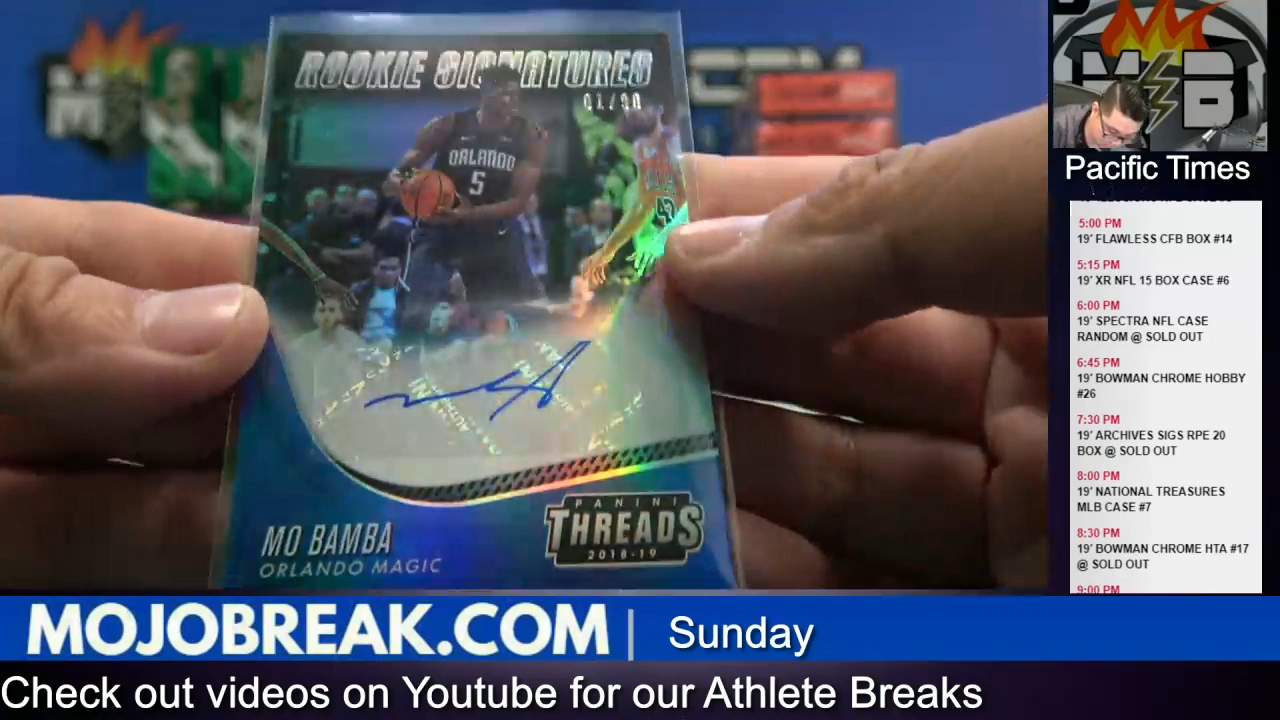 ROOKIE SIGNATURES
ORLANDO
5
MO BAMBA
ORLANDO MAGIC
PANINI
THREADS
2018-19
M B
Pacific Times
5:00 PM
19' FLAWLESS CFB BOX #14
5:15 PM
19' XR NFL 15 BOX CASE #6
6:00 PM
19' SPECTRA NFL CASE
RANDOM @ SOLD OUT
6:45 PM
19' BOWMAN CHROME HOBBY
#26
7:30 PM
19' ARCHIVES SIGS RPE 20
BOX @ SOLD OUT
8:00 PM
19' NATIONAL TREASURES
MLB CASE #7
8:30 PM
19' BOWMAN CHROME HTA #17
@ SOLD OUT
9:00 PM
MOJOBREAK.COM | Sunday
Check out videos on Youtube for our Athlete Breaks